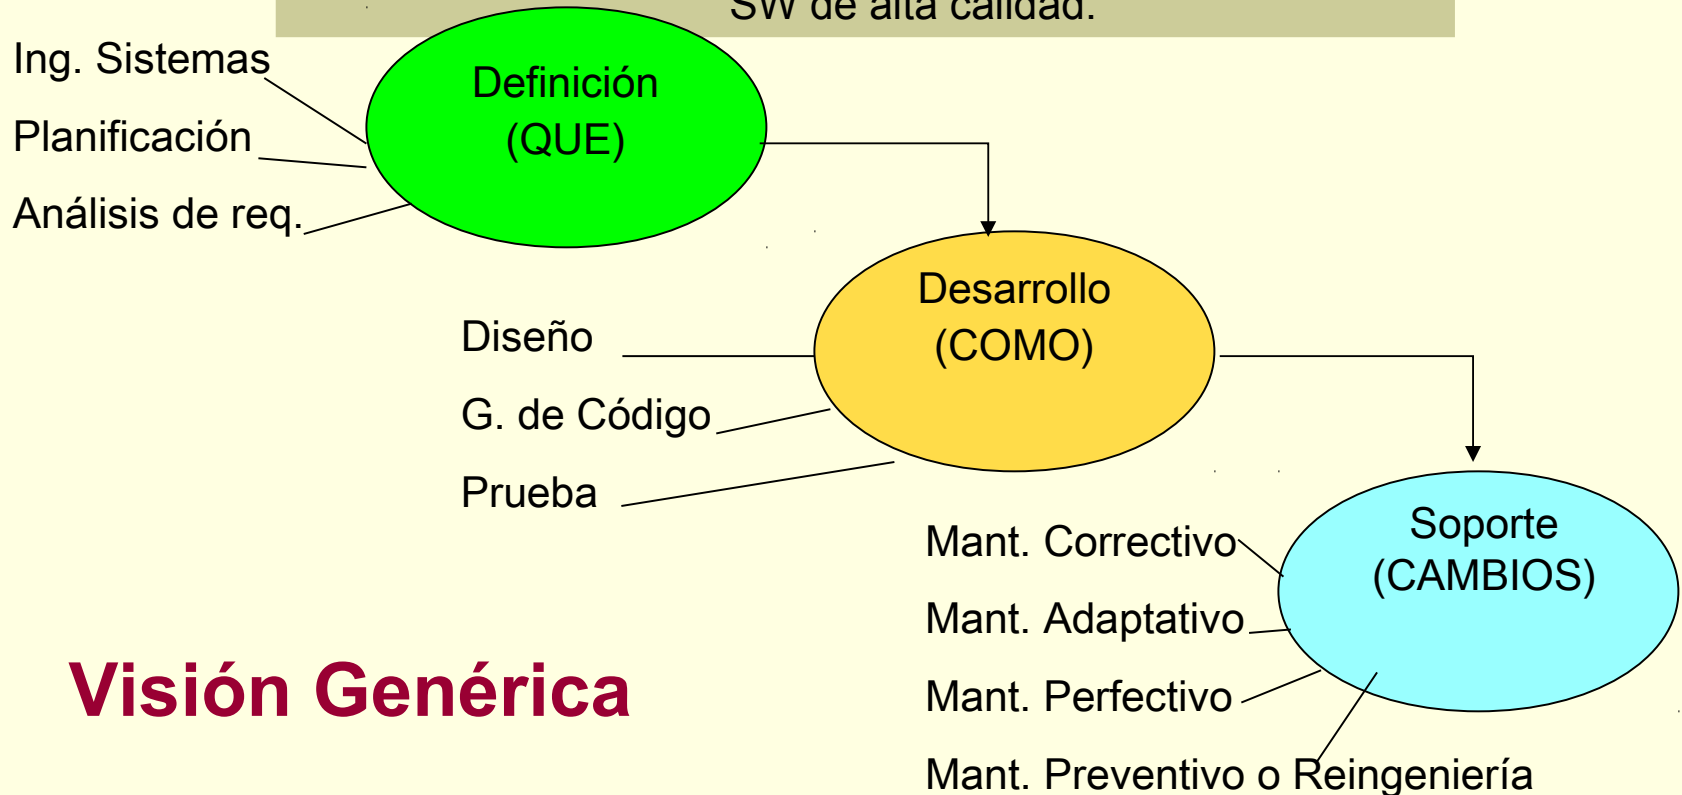 SW de alta calidad.
Ing. Sistemas
Planificación
Análisis de req.
Definición
(QUE)
Diseño
G. de Código
Prueba
Desarrollo
(COMO)
Mant. Correctivo
Mant. Adaptativo
Mant. Perfectivo
Mant. Preventivo o Reingeniería
Soporte
(CAMBIOS)
Visión Genérica